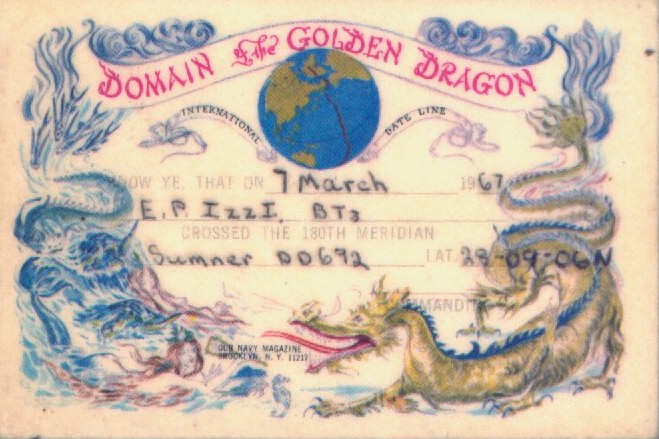 DOMAIN of the GOLDEN DRAGON
INTERNATIONAL DATE LINE
KNOW YE, THAT ON 7 March 1967
E.P. IzzI, BT3
CROSSED THE 180TH MERIDIAN
Sumner DD692 LAT. 28-09-06N
OUR NAVY MAGAZINE
BROOKLYN, N. Y. 11217